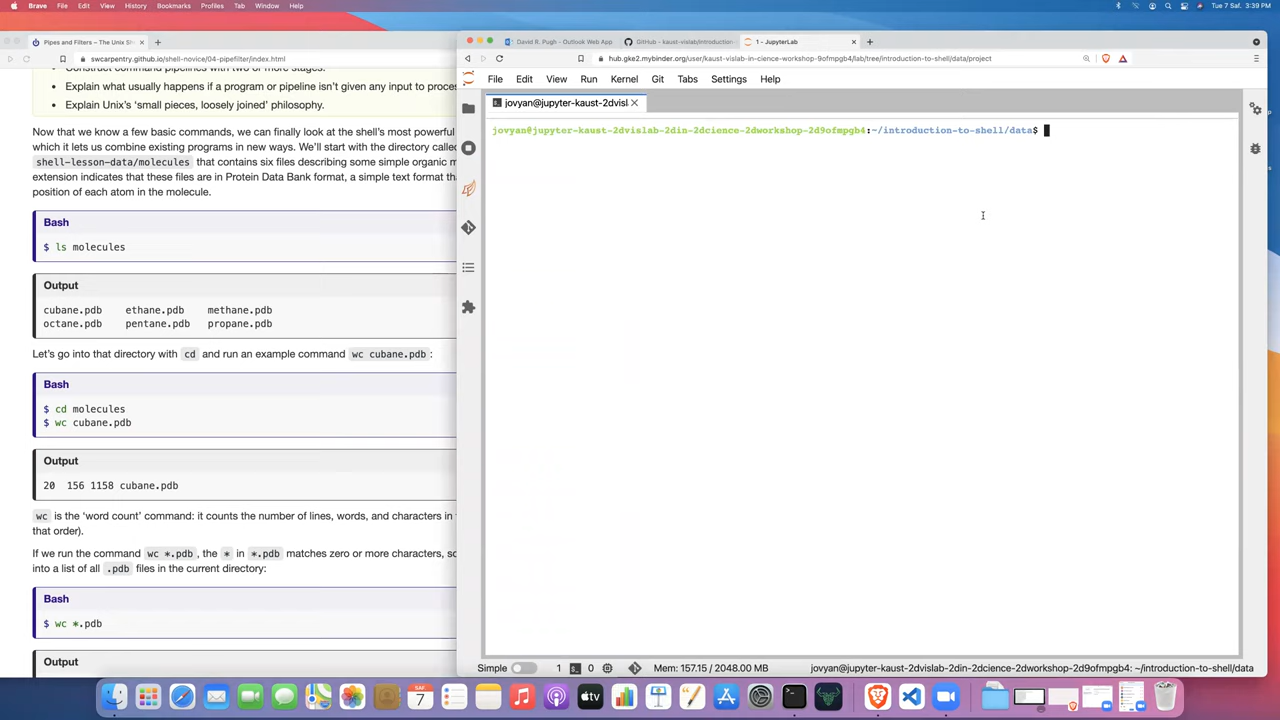 Brave File Edit View History Bookmarks Profiles Tab Window Help
Tue 7 Saf. 3:39 PM
Pipes and Filters – The Unix Sh
swcarpentry.github.io/shell-novice/04-pipefilter/index.html
Construct command pipelines with two or more stages.
Explain what usually happens if a program or pipeline isn't given any input to proces
Explain Unix's 'small pieces, loosely joined' philosophy.
Now that we know a few basic commands, we can finally look at the shell's most powerful
which it lets us combine existing programs in new ways. We'll start with the directory called
shell-lesson-data/molecules that contains six files describing some simple organic m
extension indicates that these files are in Protein Data Bank format, a simple text format tha
position of each atom in the molecule.
Bash
$ ls molecules
Output
cubane.pdb ethane.pdb methane.pdb
octane.pdb pentane.pdb propane.pdb
Let's go into that directory with cd and run an example command wc cubane.pdb :
Bash
$ cd molecules
$ wc cubane.pdb
Output
20 156 1158 cubane.pdb
wc is the 'word count' command: it counts the number of lines, words, and characters in
that order).
If we run the command wc *.pdb , the * in *.pdb matches zero or more characters, so
into a list of all .pdb files in the current directory:
Bash
$ wc *.pdb
Output
David R. Pugh - Outlook Web App
GitHub - kaust-vislab/introduction-
1 - JupyterLab
hub.gke2.mybinder.org/user/kaust-vislab-in-cience-workshop-9ofmpgb4/lab/tree/introduction-to-shell/data/project
File Edit View Run Kernel Git Tabs Settings Help
jovyan@jupyter-kaust-2dvisl
jovyan@jupyter-kaust-2dvislab-2din-2dcience-2dworkshop-2d9ofmpgb4:~/introduction-to-shell/data$
Simple 1 0 Mem: 157.15 / 2048.00 MB jovyan@jupyter-kaust-2dvislab-2din-2dcience-2dworkshop-2d9ofmpgb4: ~/introduction-to-shell/data
SAF.
7
tv